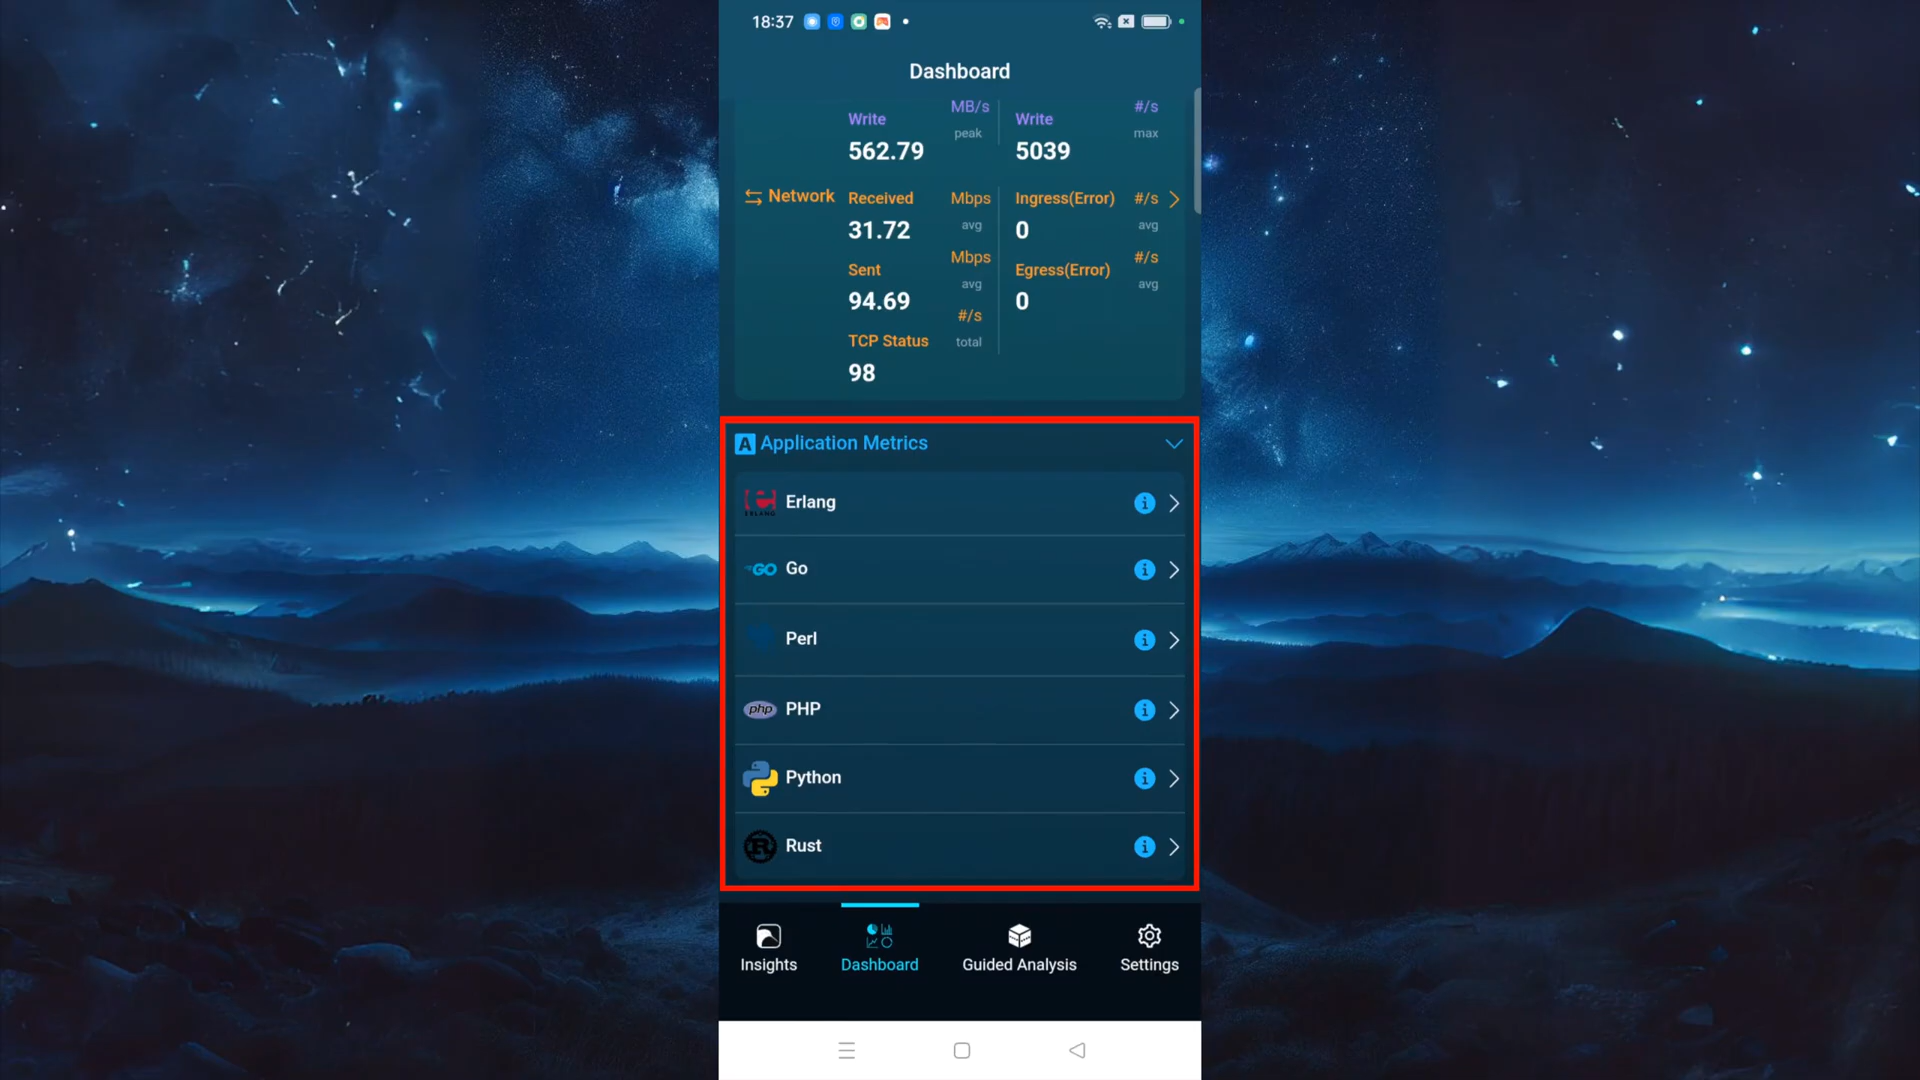 18:37
Dashboard
Write MB/s Write #/s
peak max
562.79 5039
Network Received Mbps Ingress(Error) #/s
31.72 avg 0 avg
Sent Mbps Egress(Error) #/s
94.69 avg 0 avg
TCP Status #/s
98 total
A Application Metrics
ERLANG Erlang i
GO Go i
Perl i
php PHP i
Python i
R Rust i
Insights Dashboard Guided Analysis Settings